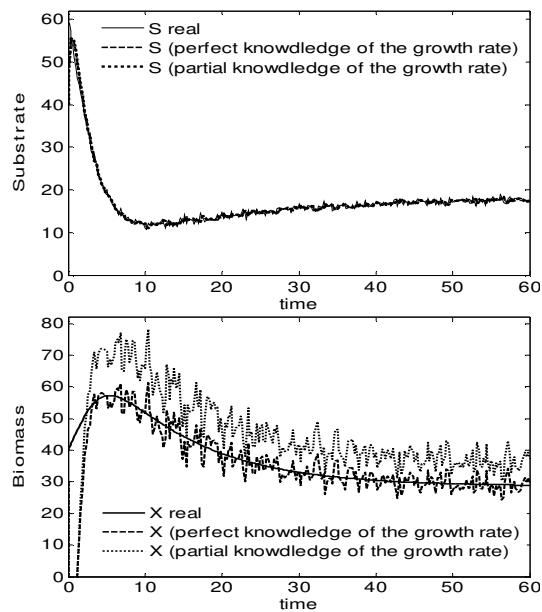 60
50
40
30
20
10
0
Substrate
S real
S (perfect knowdledge of the growth rate)
S (partial knowdledge of the growth rate)
0 10 20 30 40 50 60
time
80
70
60
50
40
30
20
10
0
Biomass
X real
X (perfect knowdledge of the growth rate)
X (partial knowdledge of the growth rate)
0 10 20 30 40 50 60
time